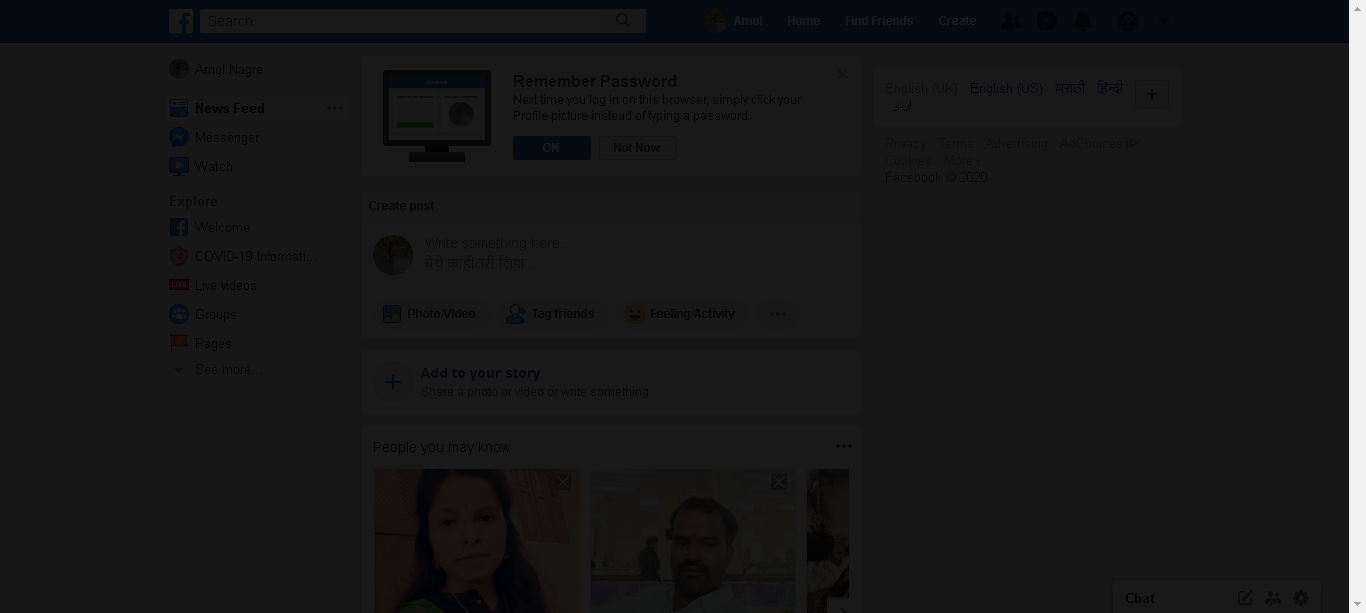 Search
Amol Home Find Friends Create
Amol Nagre
News Feed
Messenger
Watch
Explore
Welcome
COVID-19 Informati...
LIVE Live videos
Groups
Pages
See more...
Remember Password
Next time you log in on this browser, simply click your
Profile picture instead of typing a password.
OK Not Now
Create post
Write something here...
येथे काहीतरी लिहा...
Photo/Video Tag friends Feeling/Activity
Add to your story
Share a photo or video or write something
People you may know
English (UK) English (US) मराठी हिन्दी
اردو
Privacy Terms Advertising AdChoices
Cookies More
Facebook © 2020
Chat